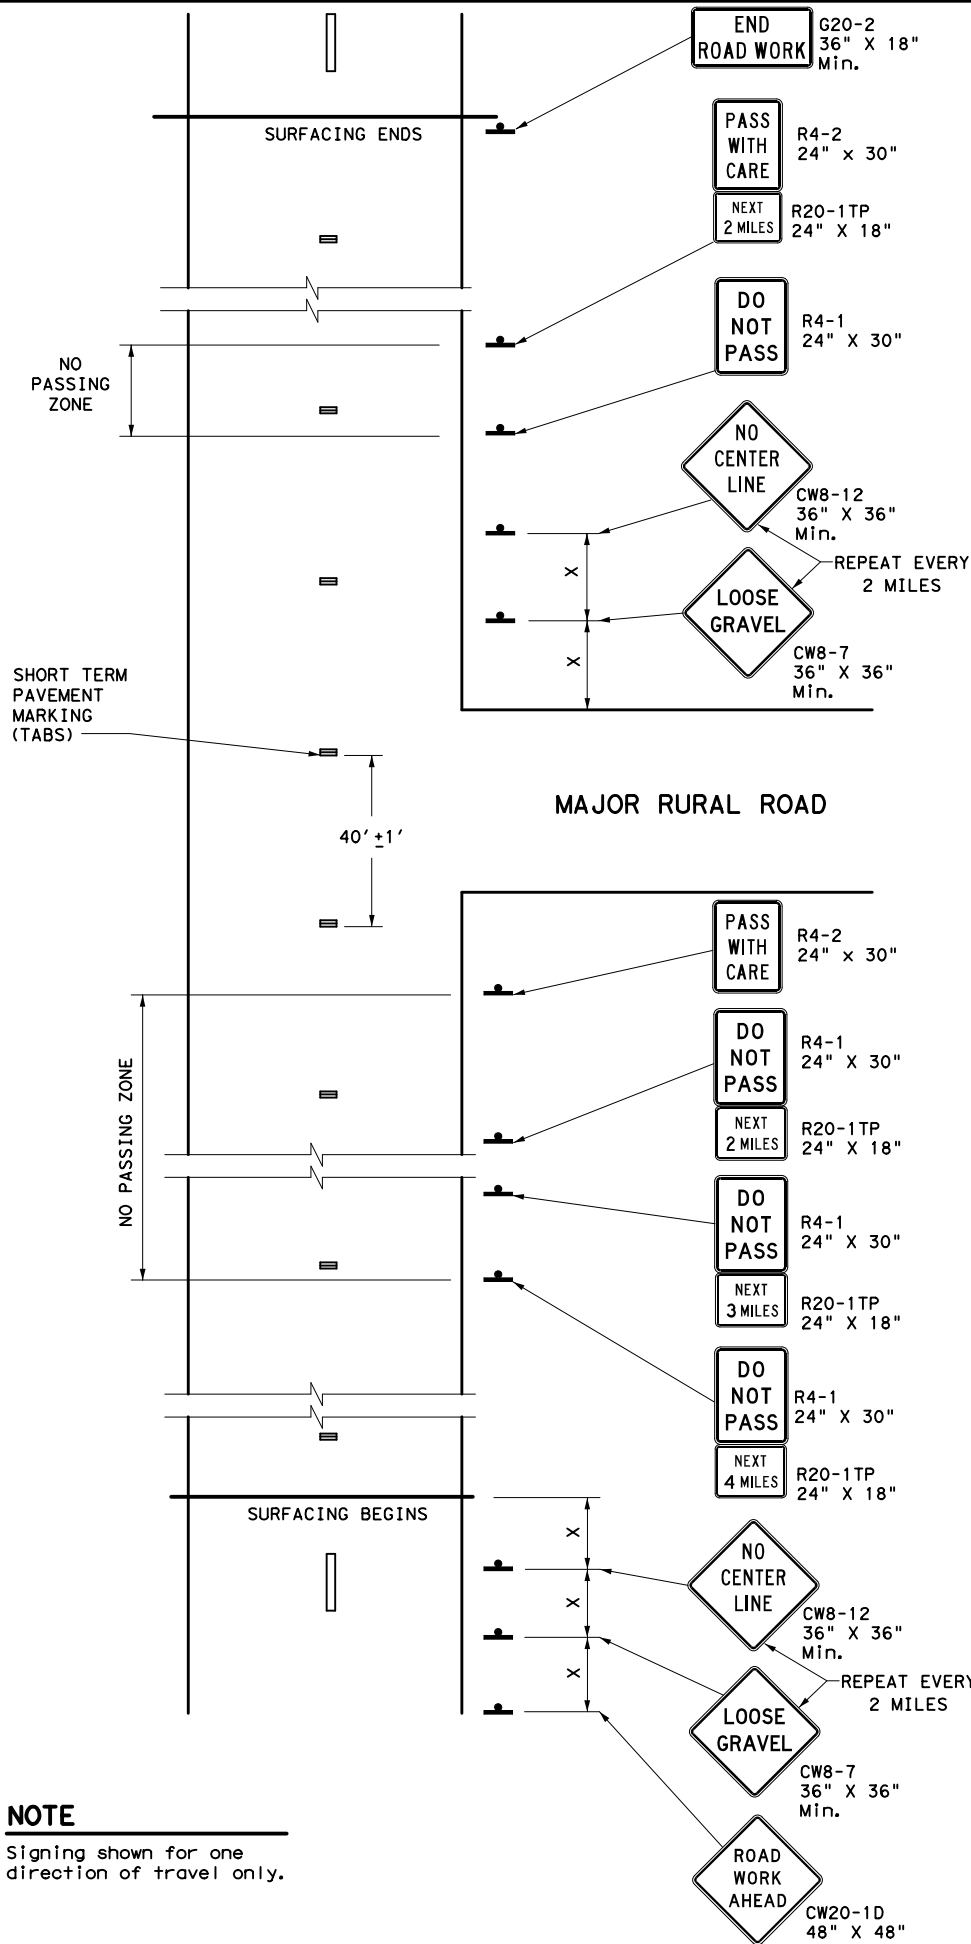 END
ROAD WORK
G20-2
36" X 18"
Min.
SURFACING ENDS
PASS
WITH
CARE
R4-2
24" x 30"
NEXT
2 MILES
R20-1TP
24" X 18"
DO
NOT
PASS
R4-1
24" X 30"
NO
PASSING
ZONE
NO
CENTER
LINE
CW8-12
36" X 36"
Min.
X
REPEAT EVERY
2 MILES
LOOSE
GRAVEL
CW8-7
36" X 36"
Min.
X
SHORT TERM
PAVEMENT
MARKING
(TABS)
40'±1'
MAJOR RURAL ROAD
PASS
WITH
CARE
R4-2
24" x 30"
DO
NOT
PASS
R4-1
24" X 30"
NEXT
2 MILES
R20-1TP
24" X 18"
NO PASSING ZONE
DO
NOT
PASS
R4-1
24" X 30"
NEXT
3 MILES
R20-1TP
24" X 18"
DO
NOT
PASS
R4-1
24" X 30"
NEXT
4 MILES
R20-1TP
24" X 18"
SURFACING BEGINS
X
NO
CENTER
LINE
CW8-12
36" X 36"
Min.
X
X
REPEAT EVERY
2 MILES
LOOSE
GRAVEL
CW8-7
36" X 36"
Min.
ROAD
WORK
AHEAD
CW20-1D
48" X 48"
NOTE
Signing shown for one
direction of travel only.